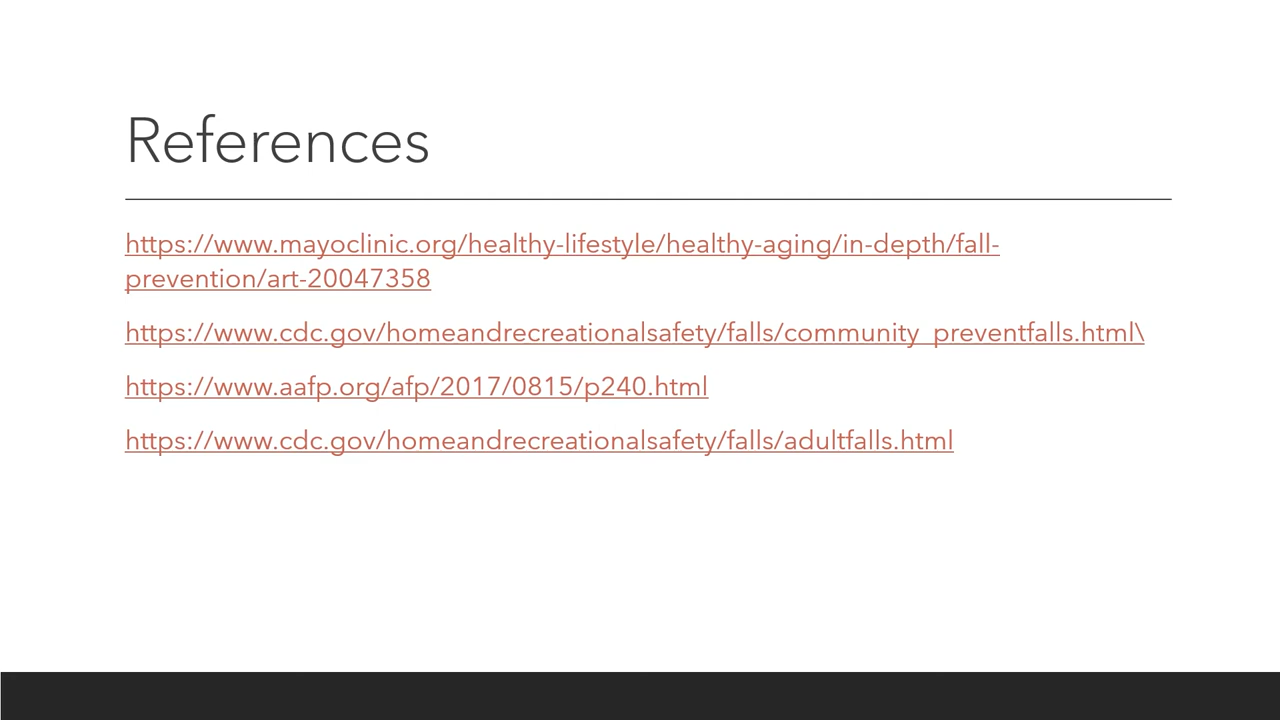 References
https://www.mayoclinic.org/healthy-lifestyle/healthy-aging/in-depth/fall-
prevention/art-20047358
https://www.cdc.gov/homeandrecreationalsafety/falls/community_preventfalls.html\
https://www.aafp.org/afp/2017/0815/p240.html
https://www.cdc.gov/homeandrecreationalsafety/falls/adultfalls.html